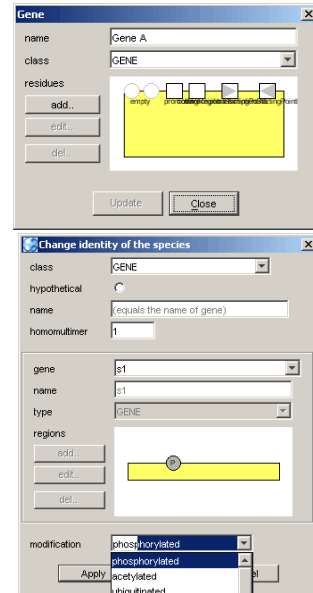 Gene
name Gene A
class GENE
residues
add..
edit..
del..
empty
Update Close
Change identity of the species
class GENE
hypothetical
name (equals the name of gene)
homomultimer 1
gene s1
name s1
type GENE
regions
add..
edit..
del..
P
modification phosphorylated
phosphorylated
Apply
acetylated
ubiquitinated